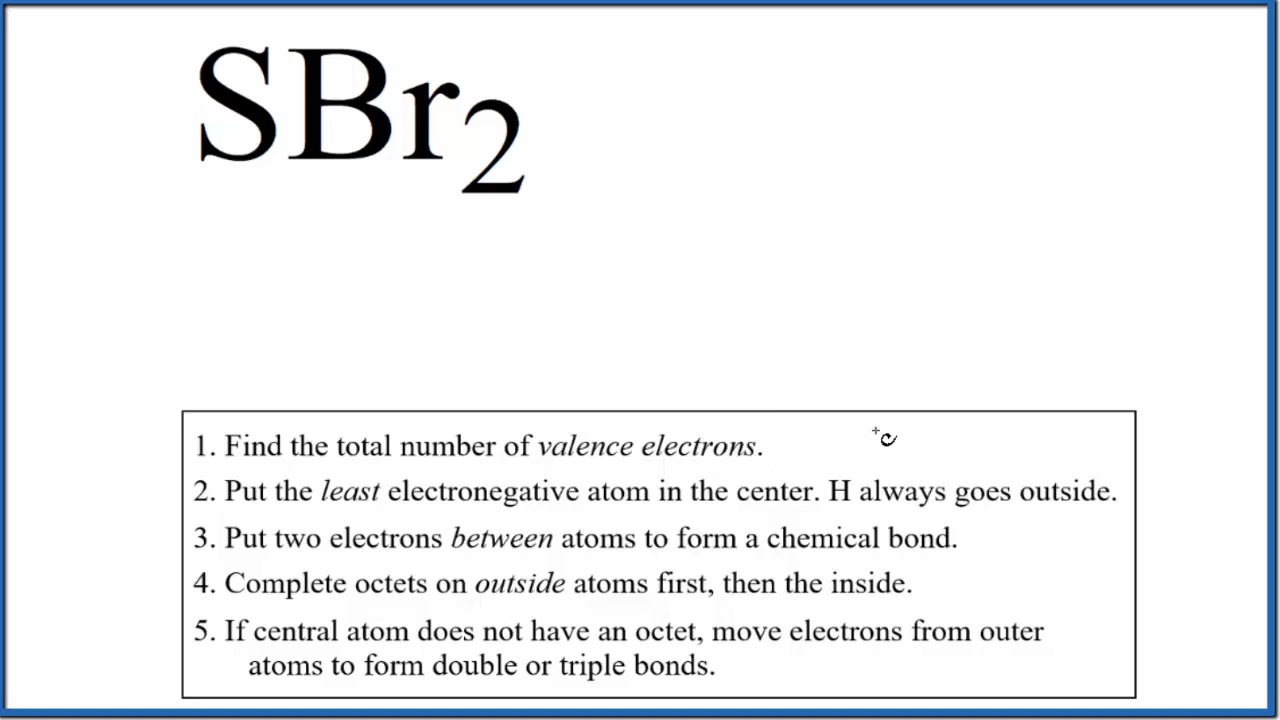 SBr₂
1. Find the total number of valence electrons.
2. Put the least electronegative atom in the center. H always goes outside.
3. Put two electrons between atoms to form a chemical bond.
4. Complete octets on outside atoms first, then the inside.
5. If central atom does not have an octet, move electrons from outer
atoms to form double or triple bonds.